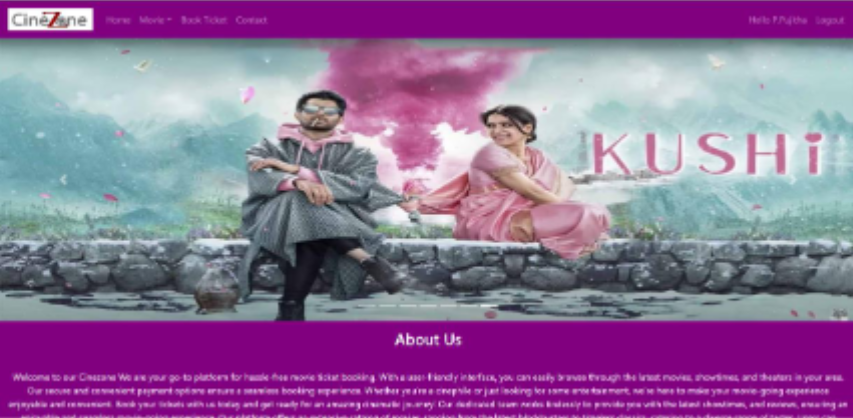 CineZone
Home Movie Book Ticket Contact
Hello P.Pujitha Logout
KUSHi
About Us
Welcome to our Cinezone We are your go-to platform for hassle-free movie ticket booking. With a user-friendly interface, you can easily browse through the latest movies, showtimes, and theaters in your area.
Our secure and convenient payment options ensure a seamless booking experience. Whether you're a cinephile or just looking for some entertainment, we're here to make your movie-going experience
enjoyable and convenient. Book your tickets with us today and get ready for an amazing cinematic journey. Our dedicated team works tirelessly to provide you with the latest showtimes, and reviews, ensuring an